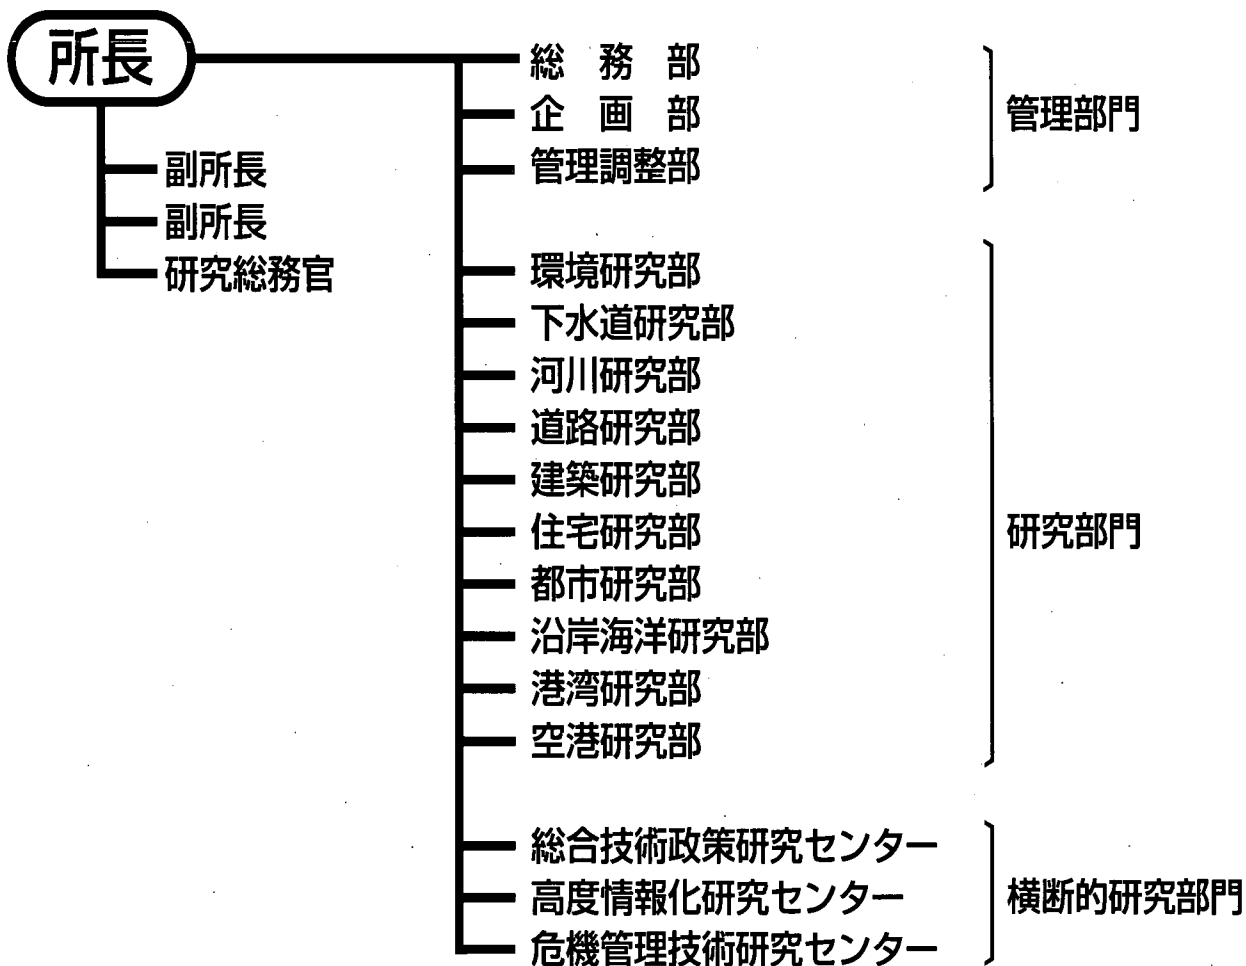 所長
副所長
副所長
研究総務官
総務部
企画部
管理調整部
管理部門
環境研究部
下水道研究部
河川研究部
道路研究部
建築研究部
住宅研究部
都市研究部
沿岸海洋研究部
港湾研究部
空港研究部
研究部門
総合技術政策研究センター
高度情報化研究センター
危機管理技術研究センター
横断的研究部門